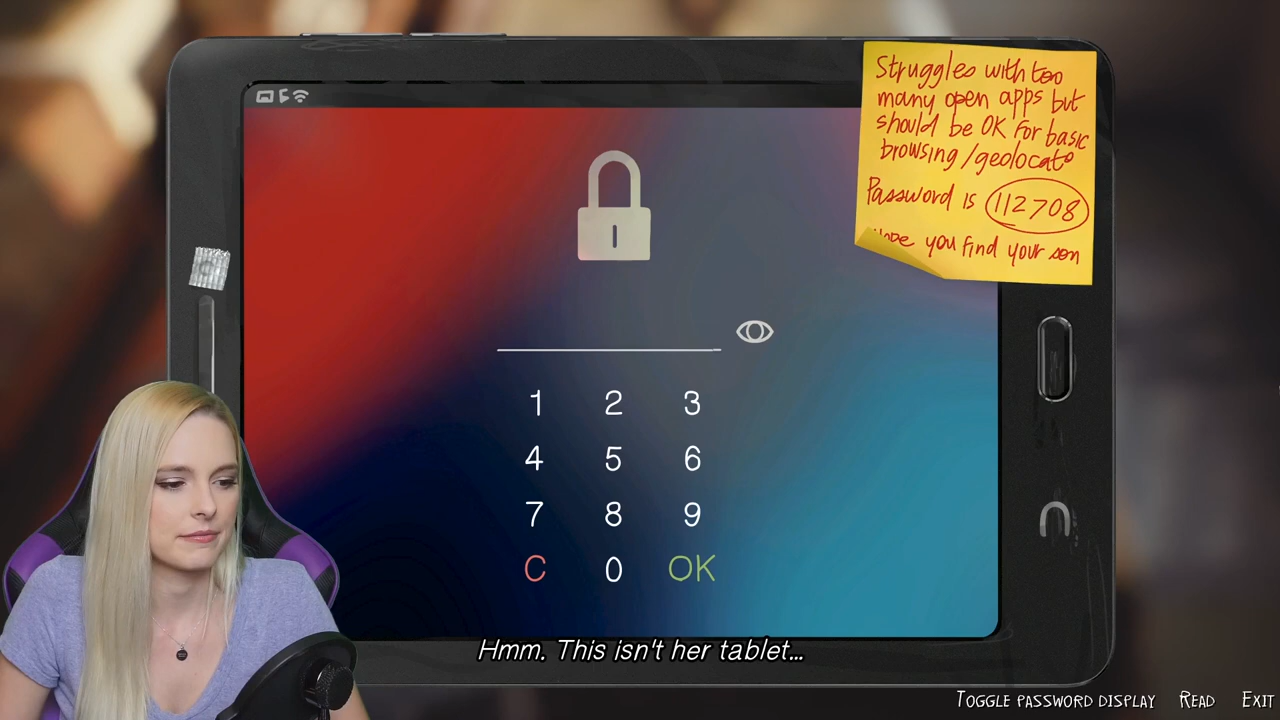 Struggles with too
many open apps but
should be OK for basic
browsing/geolocate
Password is 112708
Hope you find your son
1 2 3
4 5 6
7 8 9
C 0 OK
Hmm. This isn't her tablet...
TOGGLE PASSWORD DISPLAY READ EXIT